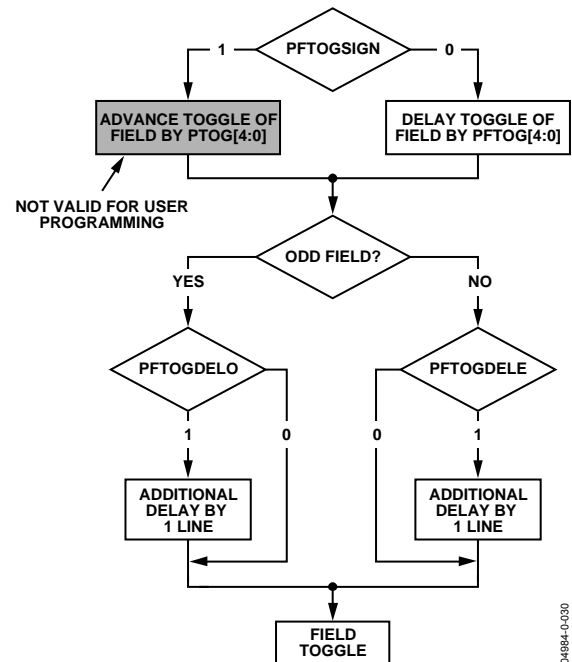 PFTOGSIGN
1
0
ADVANCE TOGGLE OF
FIELD BY PTOG[4:0]
DELAY TOGGLE OF
FIELD BY PFTOG[4:0]
NOT VALID FOR USER
PROGRAMMING
ODD FIELD?
YES
NO
PFTOGDELO
PFTOGDELE
1
0
0
1
ADDITIONAL
DELAY BY
1 LINE
ADDITIONAL
DELAY BY
1 LINE
FIELD
TOGGLE
04984-0-030